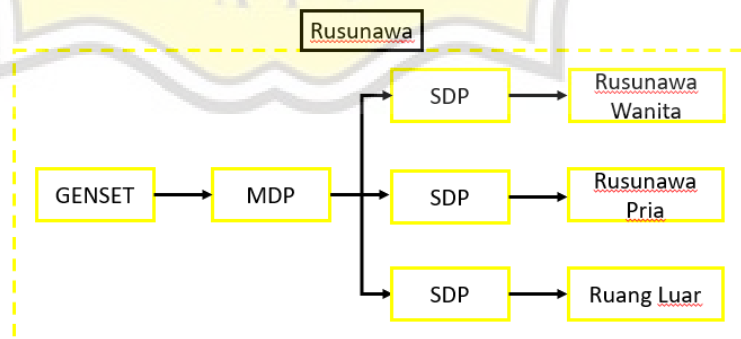 Rusunawa
SDP
Rusunawa
Wanita
GENSET
MDP
SDP
Rusunawa
Pria
SDP
Ruang Luar